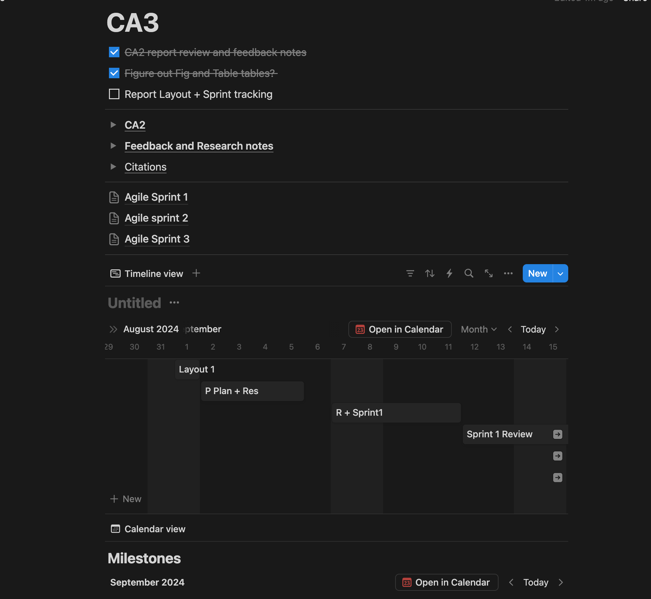 CA3
CA2 report review and feedback notes
Figure out Fig and Table tables?
Report Layout + Sprint tracking
CA2
Feedback and Research notes
Citations
Agile Sprint 1
Agile sprint 2
Agile Sprint 3
Timeline view
New
Untitled
August 2024 ptember Open in Calendar Month Today
29 30 31 1 2 3 4 5 6 7 8 9 10 11 12 13 14 15
Layout 1
P Plan + Res
R + Sprint1
Sprint 1 Review
New
Calendar view
Milestones
September 2024 Open in Calendar Today